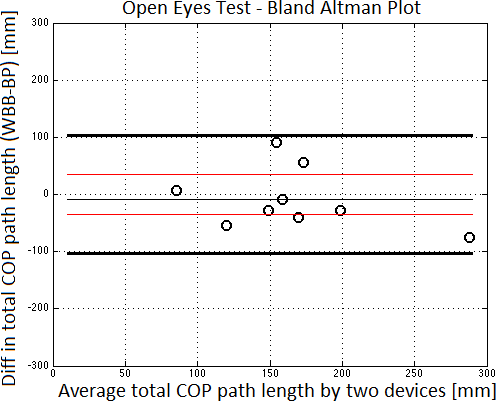 Open Eyes Test - Bland Altman Plot
Diff in total COP path length (WBB-BP) [mm]
300
200
100
0
-100
-200
-300
0 50 100 150 200 250 300
Average total COP path length by two devices [mm]